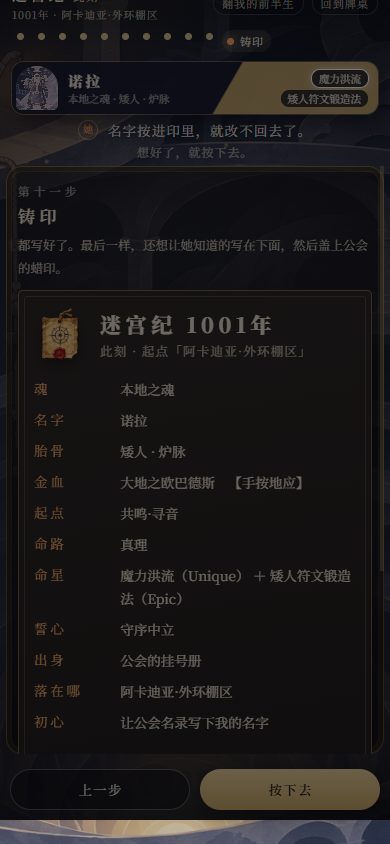 1001年 · 阿卡迪亚·外环棚区
翻我的前半生
回到牌桌
铸印
诺拉
本地之魂 · 矮人 · 炉脉
魔力洪流
矮人符文锻造法
她 名字按进印里，就改不回去了。
想好了，就按下去。
第十一步
铸印
都写好了。最后一样，还想让她知道的写在下面，然后盖上公会
的蜡印。
迷宫纪 1001年
此刻 · 起点「阿卡迪亚·外环棚区」
魂 本地之魂
名字 诺拉
胎骨 矮人 · 炉脉
金血 大地之欧巴德斯 【手按地应】
起点 共鸣·寻音
命路 真理
命星 魔力洪流（Unique） ＋ 矮人符文锻造
法（Epic）
誓心 守序中立
出身 公会的挂号册
落在哪 阿卡迪亚·外环棚区
初心 让公会名录写下我的名字
上一步
按下去